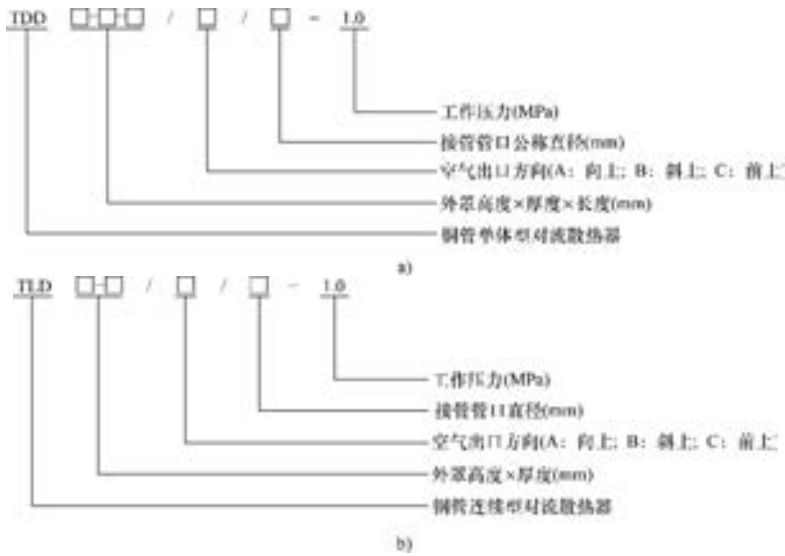 TDD □-□-□ / □ / □ - 1.0
工作压力(MPa)
接管管口公称直径(mm)
空气出口方向(A：向上；B：斜上；C：前上)
外罩高度×厚度×长度(mm)
铜管单体型对流散热器
a)
TLD □-□ / □ / □ - 1.0
工作压力(MPa)
接管管口直径(mm)
空气出口方向(A：向上；B：斜上；C：前上)
外罩高度×厚度(mm)
铜管连续型对流散热器
b)